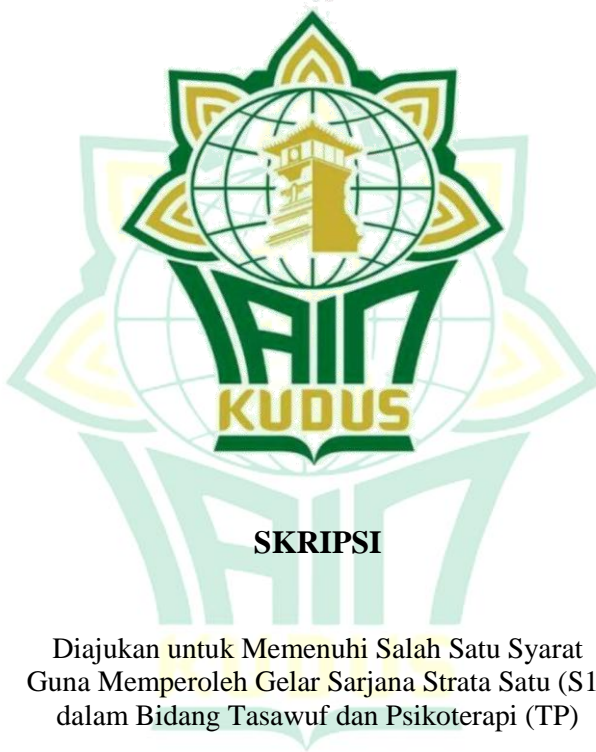 IAIN
KUDUS
SKRIPSI
Diajukan untuk Memenuhi Salah Satu Syarat
Guna Memperoleh Gelar Sarjana Strata Satu (S1
dalam Bidang Tasawuf dan Psikoterapi (TP)